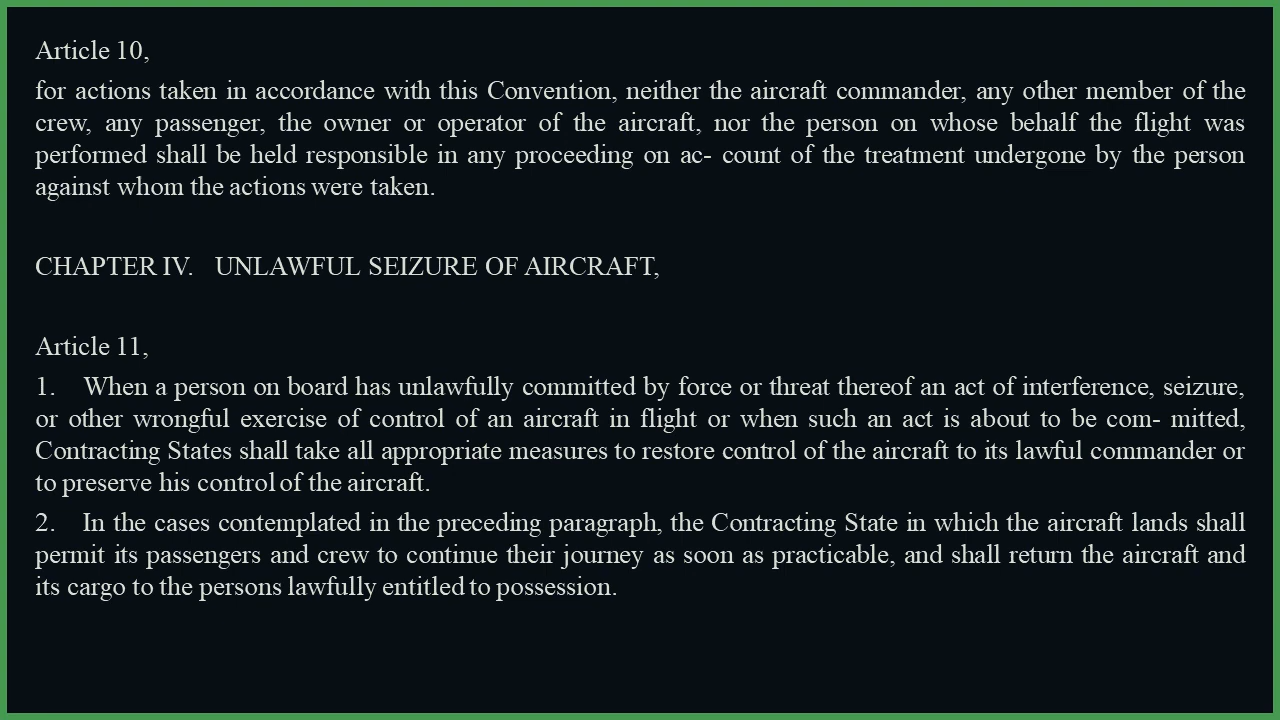 Article 10,
for actions taken in accordance with this Convention, neither the aircraft commander, any other member of the
crew, any passenger, the owner or operator of the aircraft, nor the person on whose behalf the flight was
performed shall be held responsible in any proceeding on ac- count of the treatment undergone by the person
against whom the actions were taken.
CHAPTER IV. UNLAWFUL SEIZURE OF AIRCRAFT,
Article 11,
1. When a person on board has unlawfully committed by force or threat thereof an act of interference, seizure,
or other wrongful exercise of control of an aircraft in flight or when such an act is about to be com- mitted,
Contracting States shall take all appropriate measures to restore control of the aircraft to its lawful commander or
to preserve his control of the aircraft.
2. In the cases contemplated in the preceding paragraph, the Contracting State in which the aircraft lands shall
permit its passengers and crew to continue their journey as soon as practicable, and shall return the aircraft and
its cargo to the persons lawfully entitled to possession.